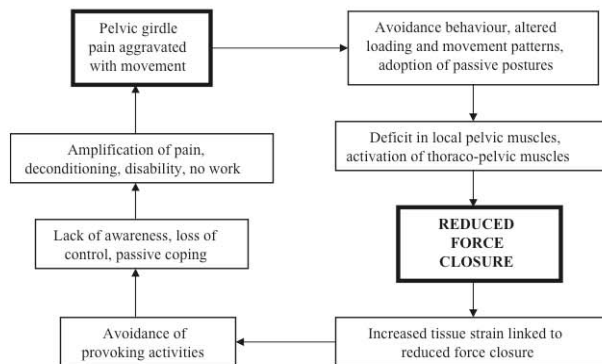 Pelvic girdle
pain aggravated
with movement
Avoidance behaviour, altered
loading and movement patterns,
adoption of passive postures
Deficit in local pelvic muscles,
activation of thoraco-pelvic muscles
REDUCED
FORCE
CLOSURE
Increased tissue strain linked to
reduced force closure
Avoidance of
provoking activities
Lack of awareness, loss of
control, passive coping
Amplification of pain,
deconditioning, disability, no work